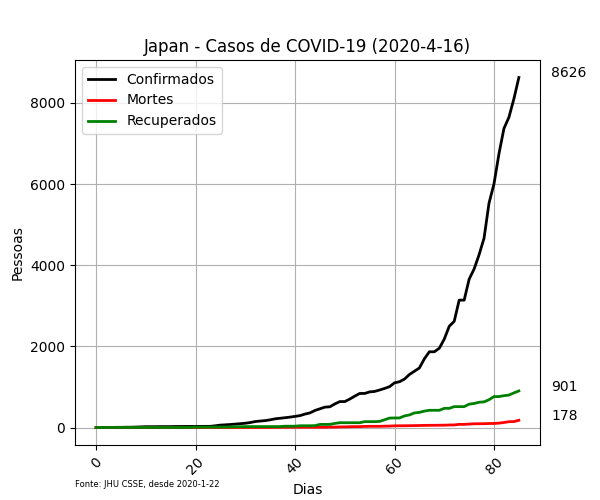 Japan - Casos de COVID-19 (2020-4-16)
Confirmados
Mortes
Recuperados
8626
901
178
8000
6000
4000
2000
0
Pessoas
0
20
40
60
80
Dias
Fonte: JHU CSSE, desde 2020-1-22